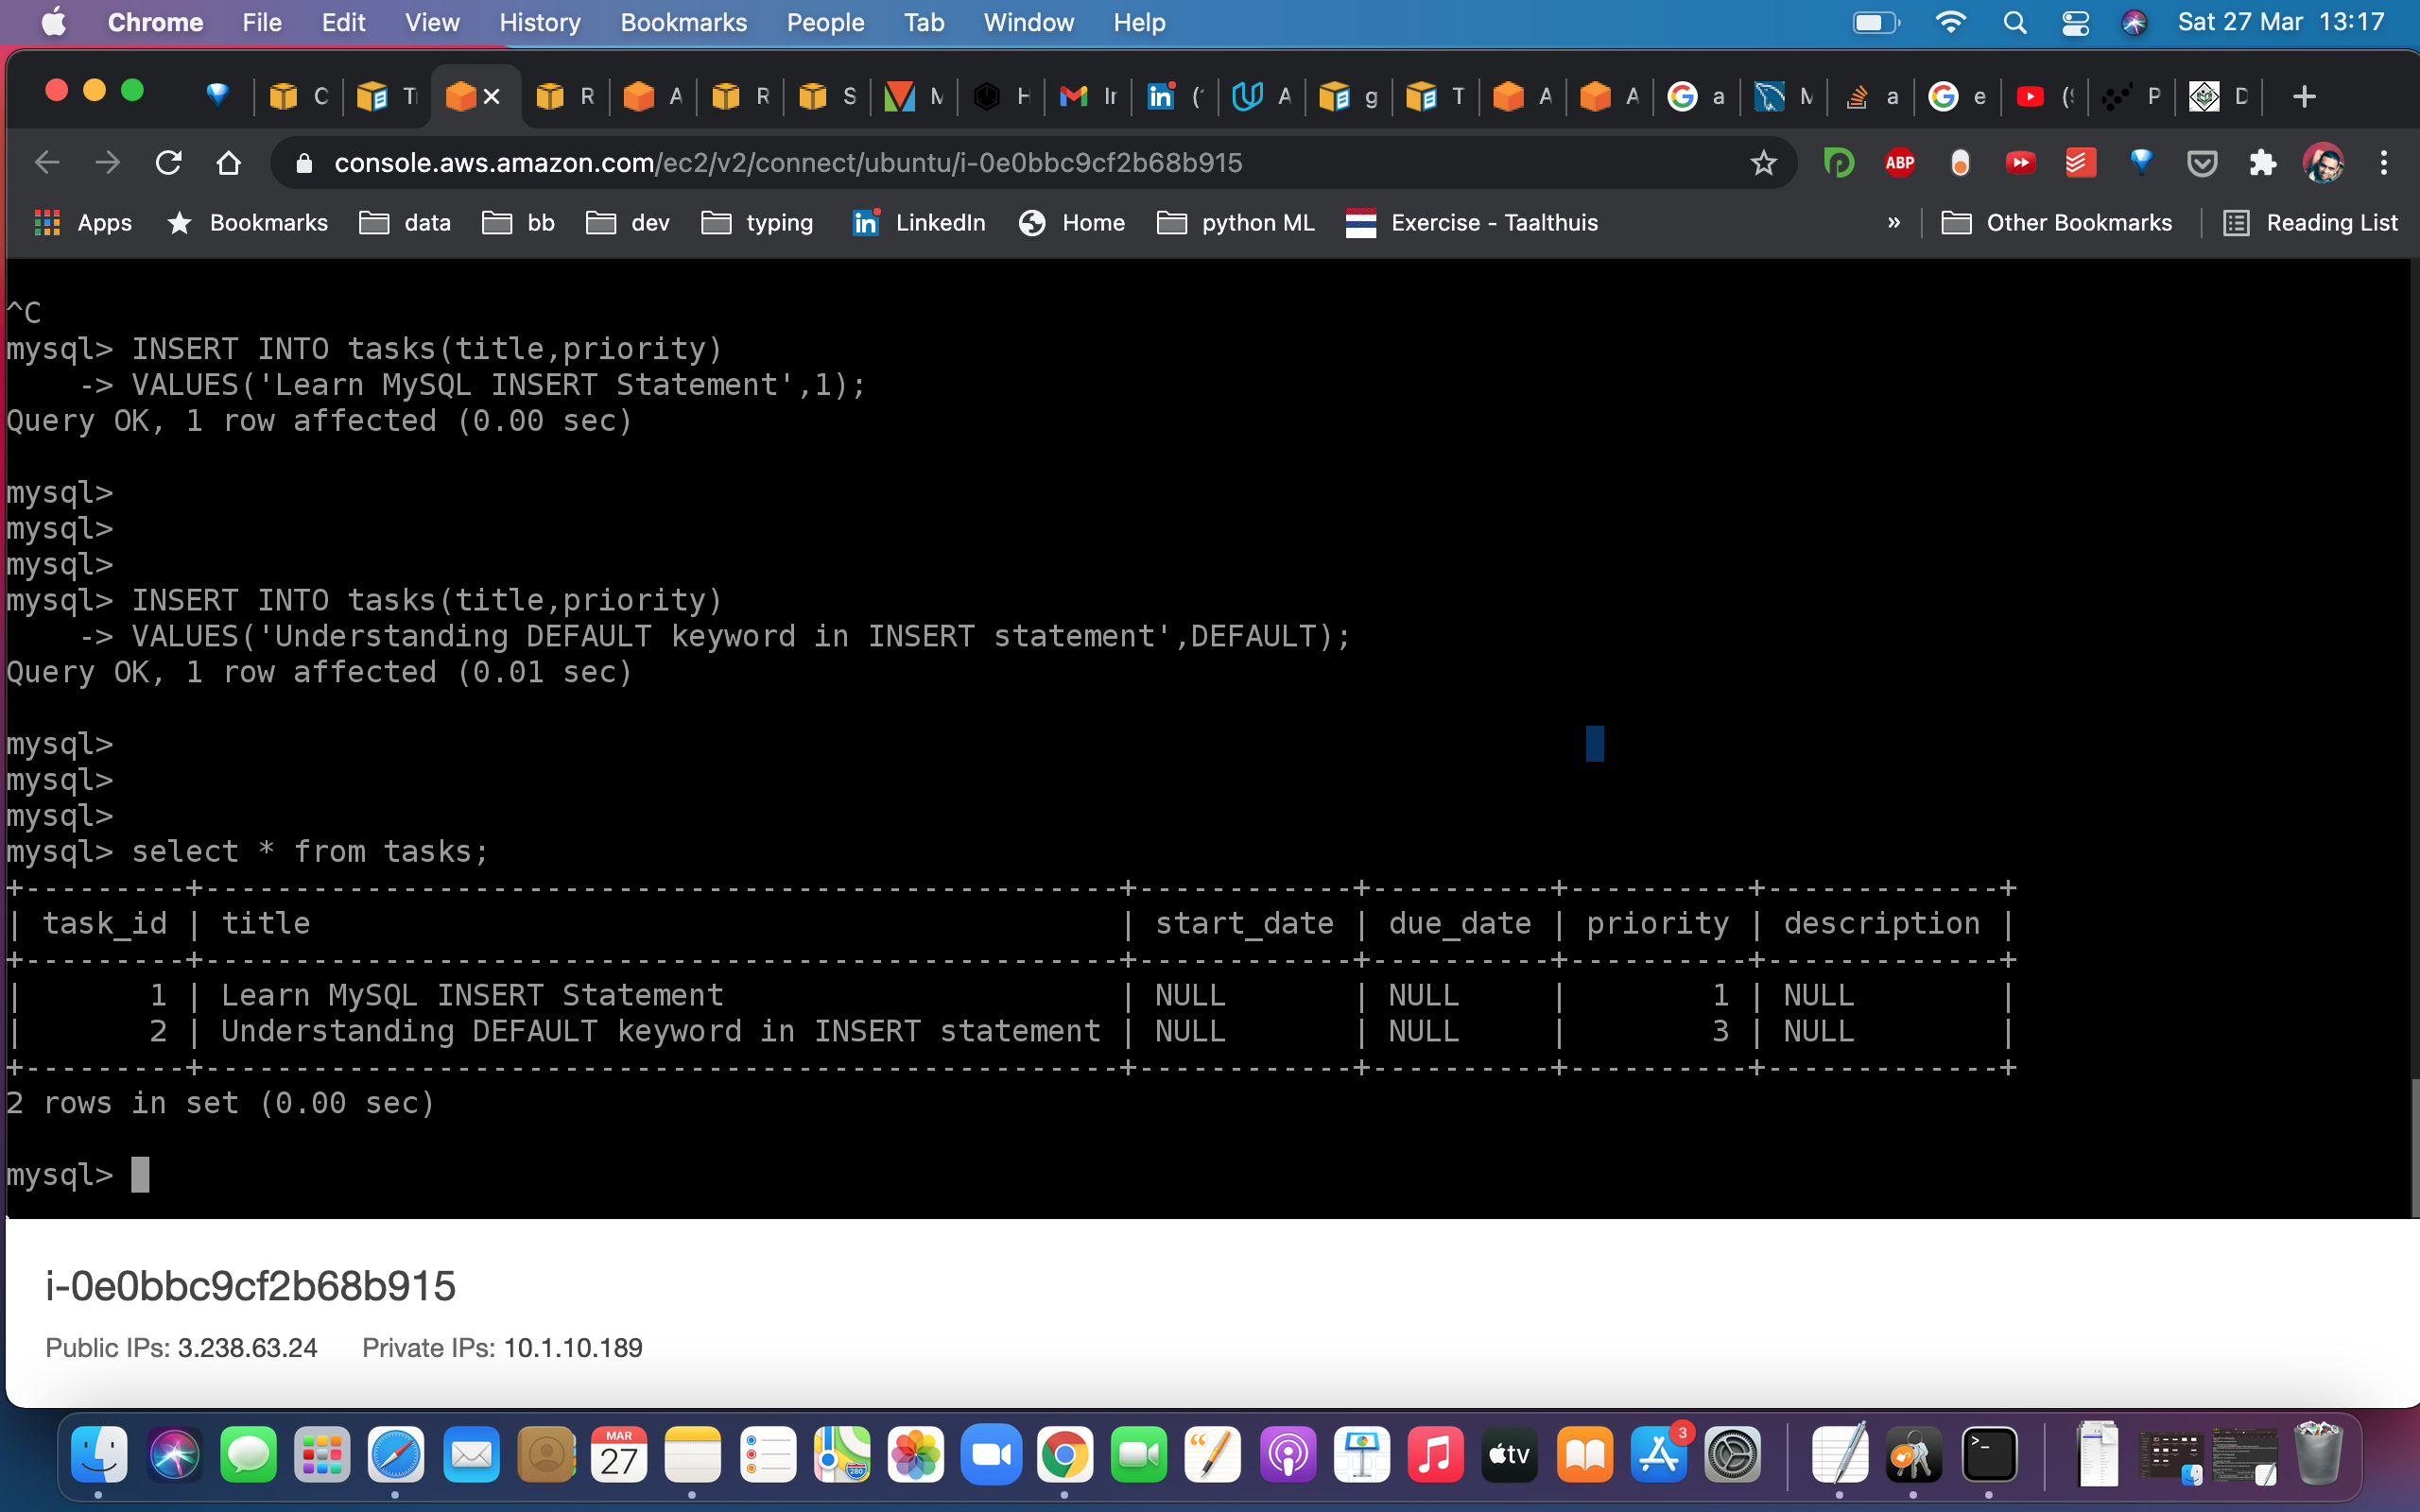 Chrome File Edit View History Bookmarks People Tab Window Help Sat 27 Mar 13:17
C T R A R S M H Ir A g T A A a M a e P D
console.aws.amazon.com/ec2/v2/connect/ubuntu/i-0e0bbc9cf2b68b915 ABP
Apps Bookmarks data bb dev typing LinkedIn Home python ML Exercise - Taalthuis » Other Bookmarks Reading List
^C
mysql> INSERT INTO tasks(title,priority)
    -> VALUES('Learn MySQL INSERT Statement',1);
Query OK, 1 row affected (0.00 sec)
mysql>
mysql>
mysql>
mysql> INSERT INTO tasks(title,priority)
    -> VALUES('Understanding DEFAULT keyword in INSERT statement',DEFAULT);
Query OK, 1 row affected (0.01 sec)
mysql>
mysql>
mysql>
mysql> select * from tasks;
+---------+---------------------------------------------------+------------+----------+----------+-------------+
| task_id | title                                             | start_date | due_date | priority | description |
+---------+---------------------------------------------------+------------+----------+----------+-------------+
|       1 | Learn MySQL INSERT Statement                      | NULL       | NULL     |        1 | NULL        |
|       2 | Understanding DEFAULT keyword in INSERT statement | NULL       | NULL     |        3 | NULL        |
+---------+---------------------------------------------------+------------+----------+----------+-------------+
2 rows in set (0.00 sec)
mysql>
i-0e0bbc9cf2b68b915
Public IPs: 3.238.63.24 Private IPs: 10.1.10.189
MAR
27
280
tv
3